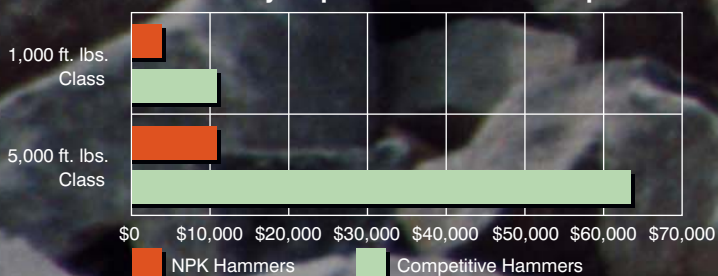 1,000 ft. lbs.
Class
5,000 ft. lbs.
Class
$0 $10,000 $20,000 $30,000 $40,000 $50,000 $60,000 $70,000
NPK Hammers Competitive Hammers